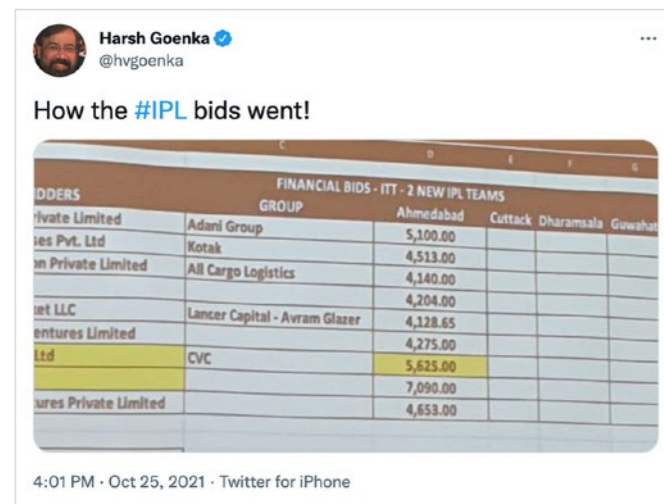 Harsh Goenka
@hvgoenka
How the #IPL bids went!
C D E F G
FINANCIAL BIDS - ITT - 2 NEW IPL TEAMS
IDDERS GROUP Ahmedabad Cuttack Dharamsala Guwahat
ivate Limited Adani Group 5,100.00
ses Pvt. Ltd Kotak 4,513.00
on Private Limited All Cargo Logistics 4,140.00
4,204.00
ket LLC Lancer Capital - Avram Glazer 4,128.65
entures Limited 4,275.00
Ltd CVC 5,625.00
7,090.00
ures Private Limited 4,653.00
4:01 PM · Oct 25, 2021 · Twitter for iPhone